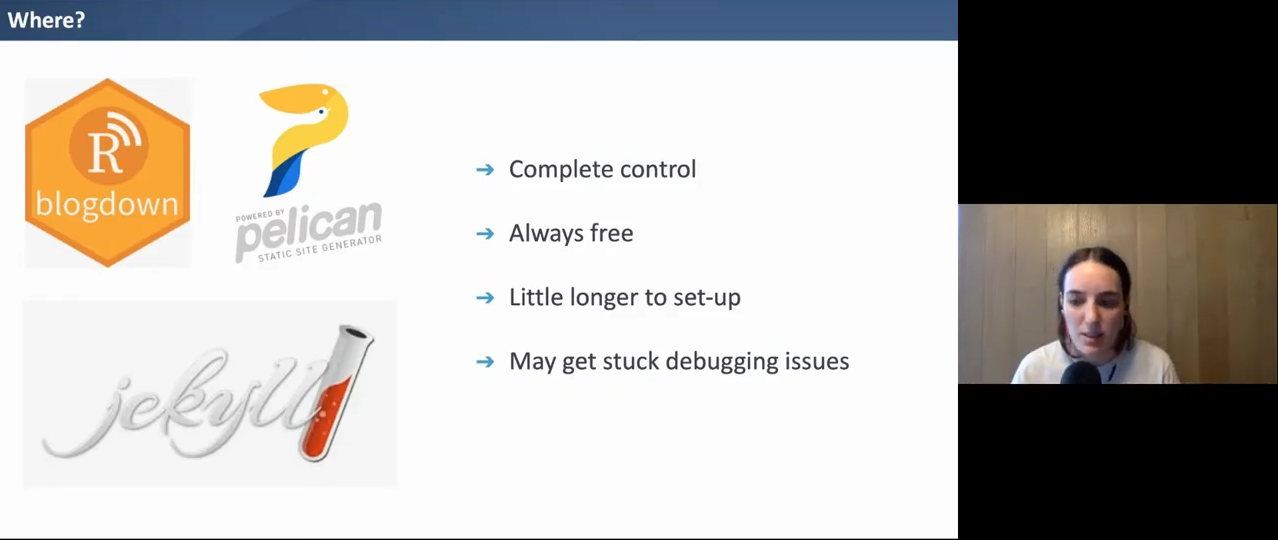 Where?
R
blogdown
POWERED BY
pelican
STATIC SITE GENERATOR
jekyll
➔ Complete control
➔ Always free
➔ Little longer to set-up
➔ May get stuck debugging issues